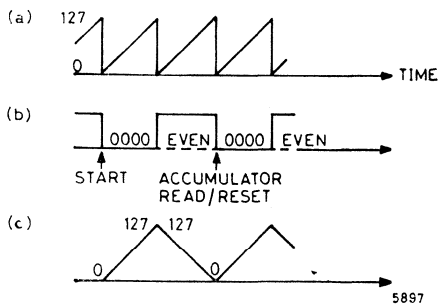 (a)
127
0
TIME
(b)
0000 EVEN 0000 EVEN
START ACCUMULATOR
READ/RESET
(c)
127 127
0 0
5897